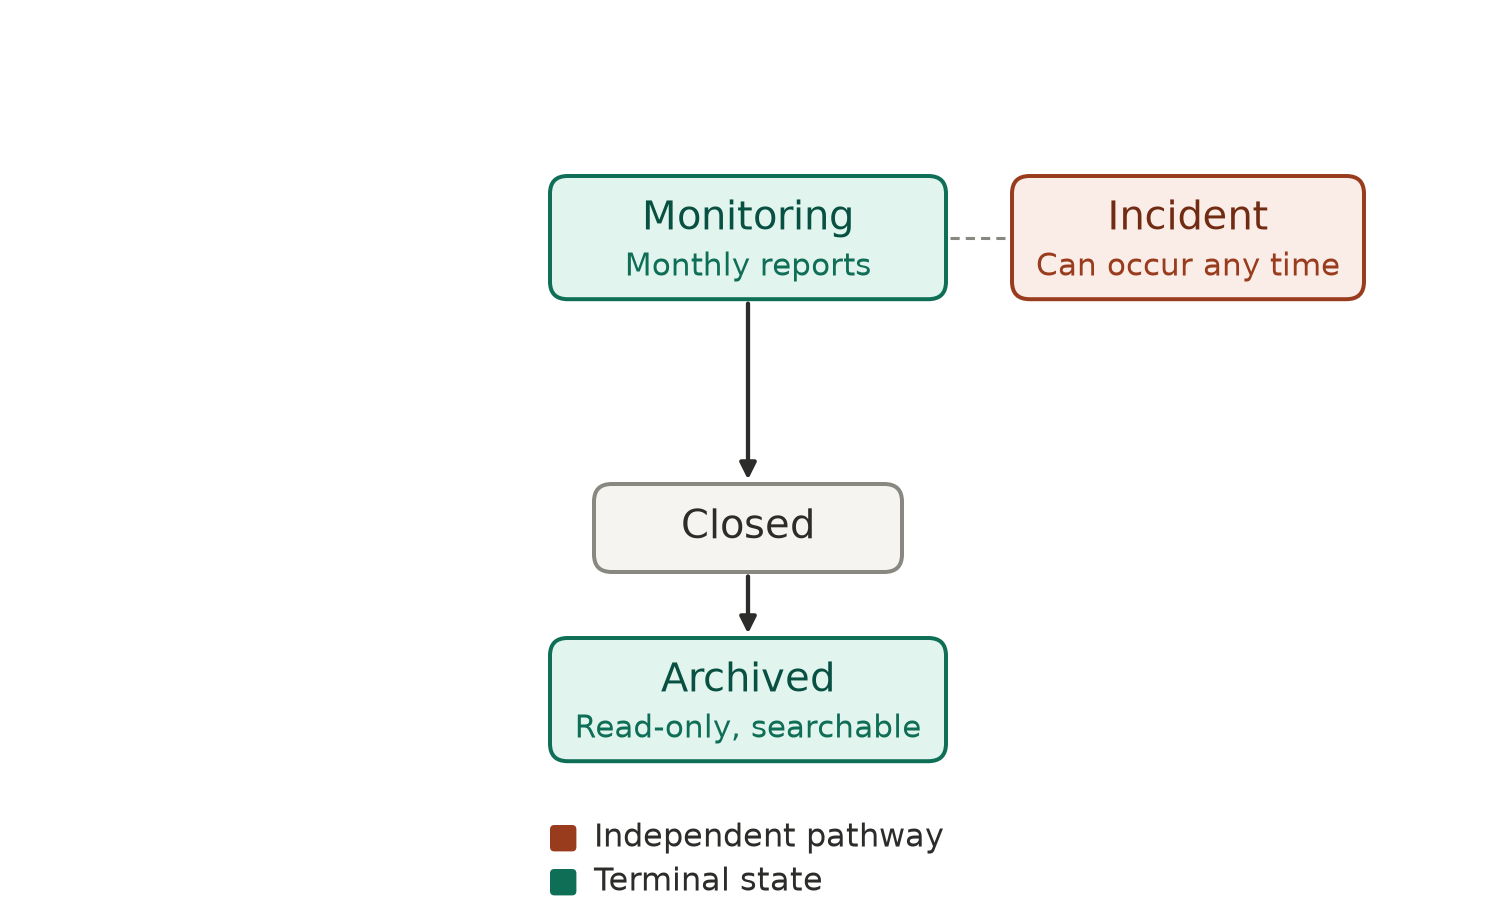 Monitoring
Monthly reports
Incident
Can occur any time
Closed
Archived
Read-only, searchable
Independent pathway
Terminal state